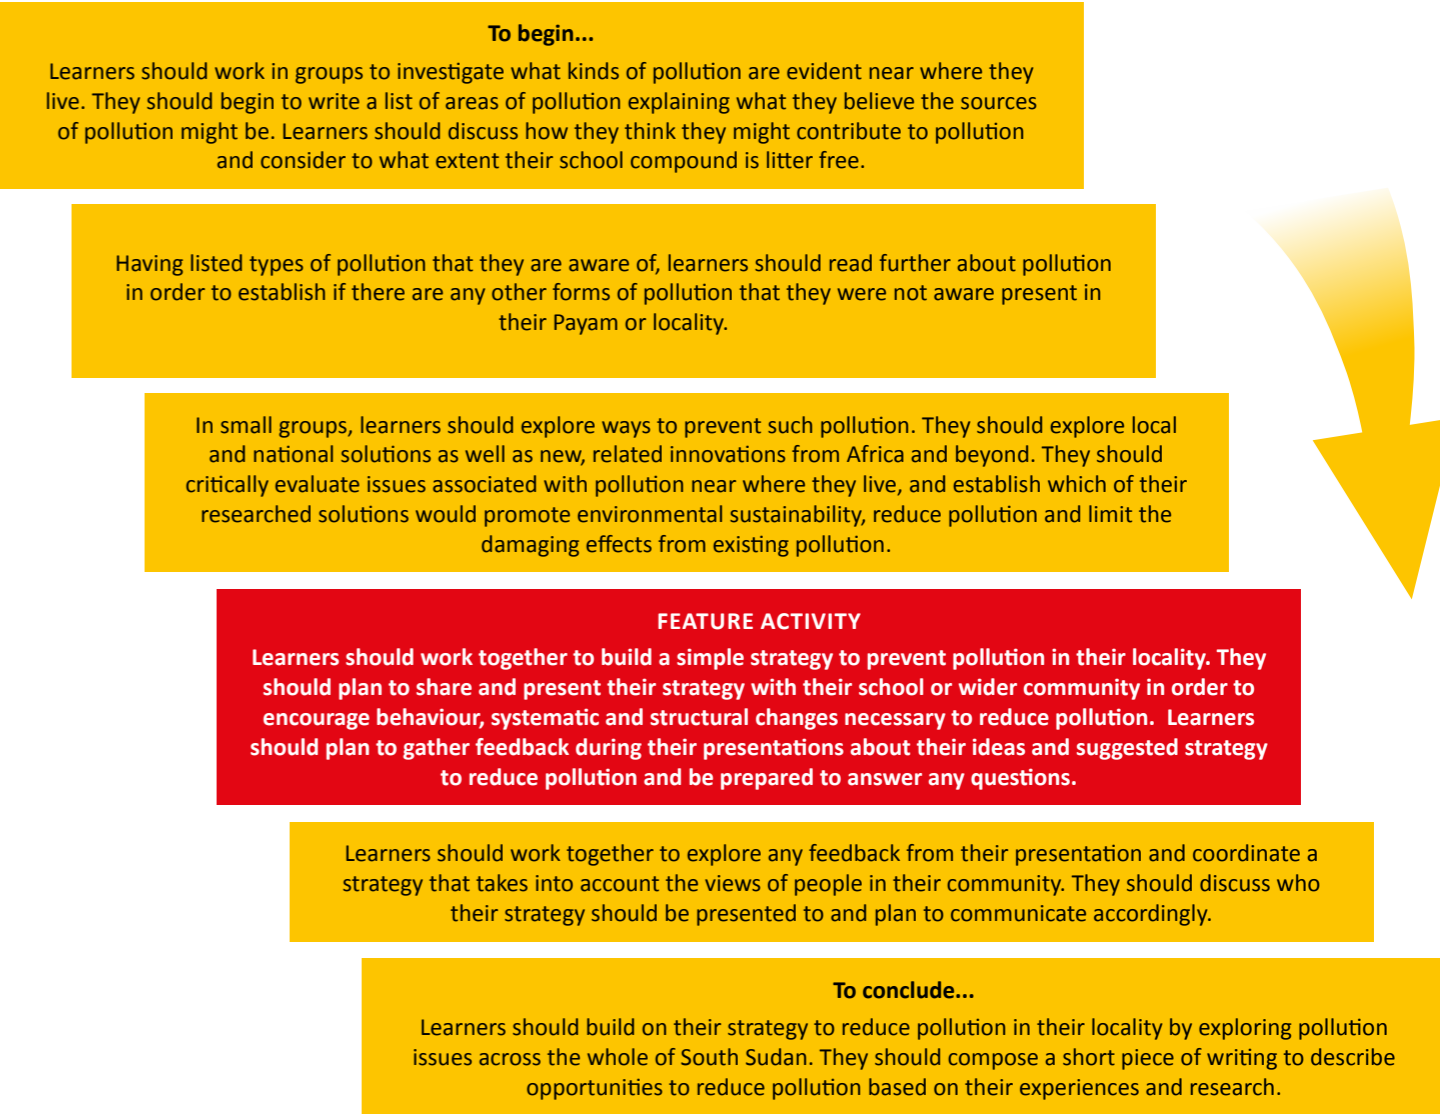 To begin...
Learners should work in groups to investigate what kinds of pollution are evident near where they
live. They should begin to write a list of areas of pollution explaining what they believe the sources
of pollution might be. Learners should discuss how they think they might contribute to pollution
and consider to what extent their school compound is litter free.
Having listed types of pollution that they are aware of, learners should read further about pollution
in order to establish if there are any other forms of pollution that they were not aware present in
their Payam or locality.
In small groups, learners should explore ways to prevent such pollution. They should explore local
and national solutions as well as new, related innovations from Africa and beyond. They should
critically evaluate issues associated with pollution near where they live, and establish which of their
researched solutions would promote environmental sustainability, reduce pollution and limit the
damaging effects from existing pollution.
FEATURE ACTIVITY
Learners should work together to build a simple strategy to prevent pollution in their locality. They
should plan to share and present their strategy with their school or wider community in order to
encourage behaviour, systematic and structural changes necessary to reduce pollution.  Learners
should plan to gather feedback during their presentations about their ideas and suggested strategy
to reduce pollution and be prepared to answer any questions.
Learners should work together to explore any feedback from their presentation and coordinate a
strategy that takes into account the views of people in their community. They should discuss who
their strategy should be presented to and plan to communicate accordingly.
To conclude...
Learners should build on their strategy to reduce pollution in their locality by exploring pollution
issues across the whole of South Sudan. They should compose a short piece of writing to describe
opportunities to reduce pollution based on their experiences and research.